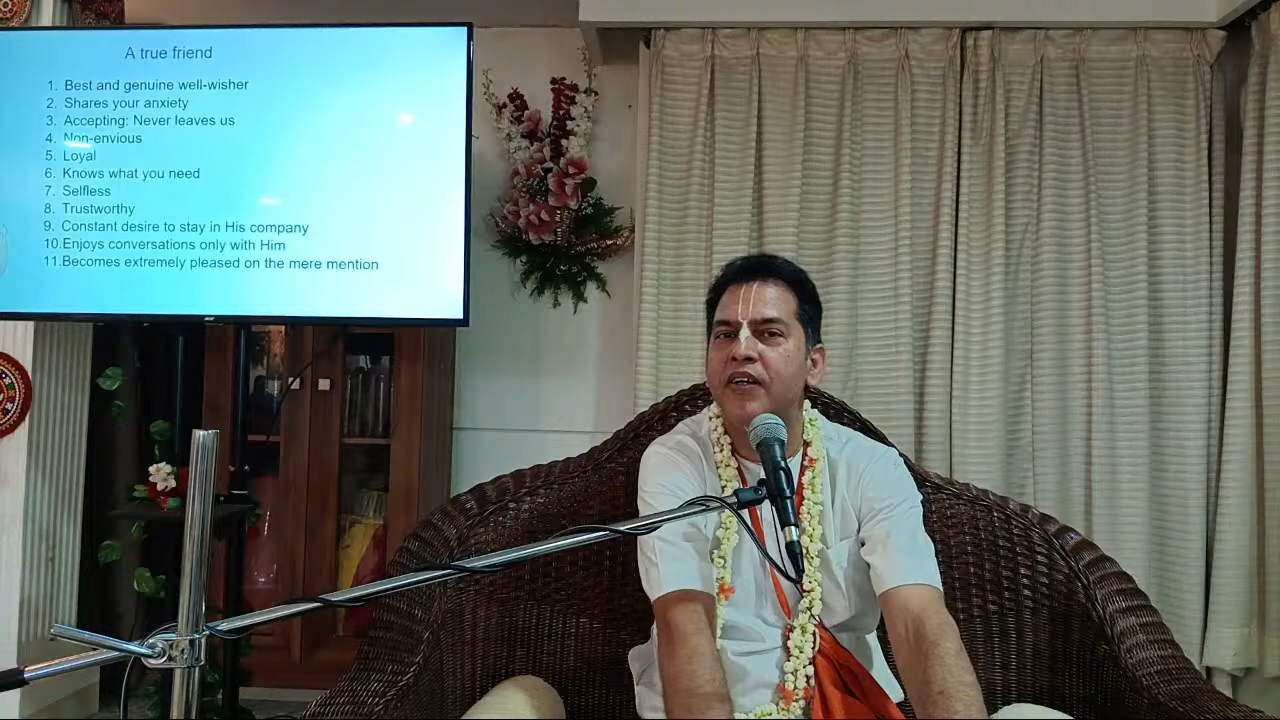 A true friend
1. Best and genuine well-wisher
2. Shares your anxiety
3. Accepting: Never leaves us
4. Non-envious
5. Loyal
6. Knows what you need
7. Selfless
8. Trustworthy
9. Constant desire to stay in His company
10.Enjoys conversations only with Him
11.Becomes extremely pleased on the mere mention